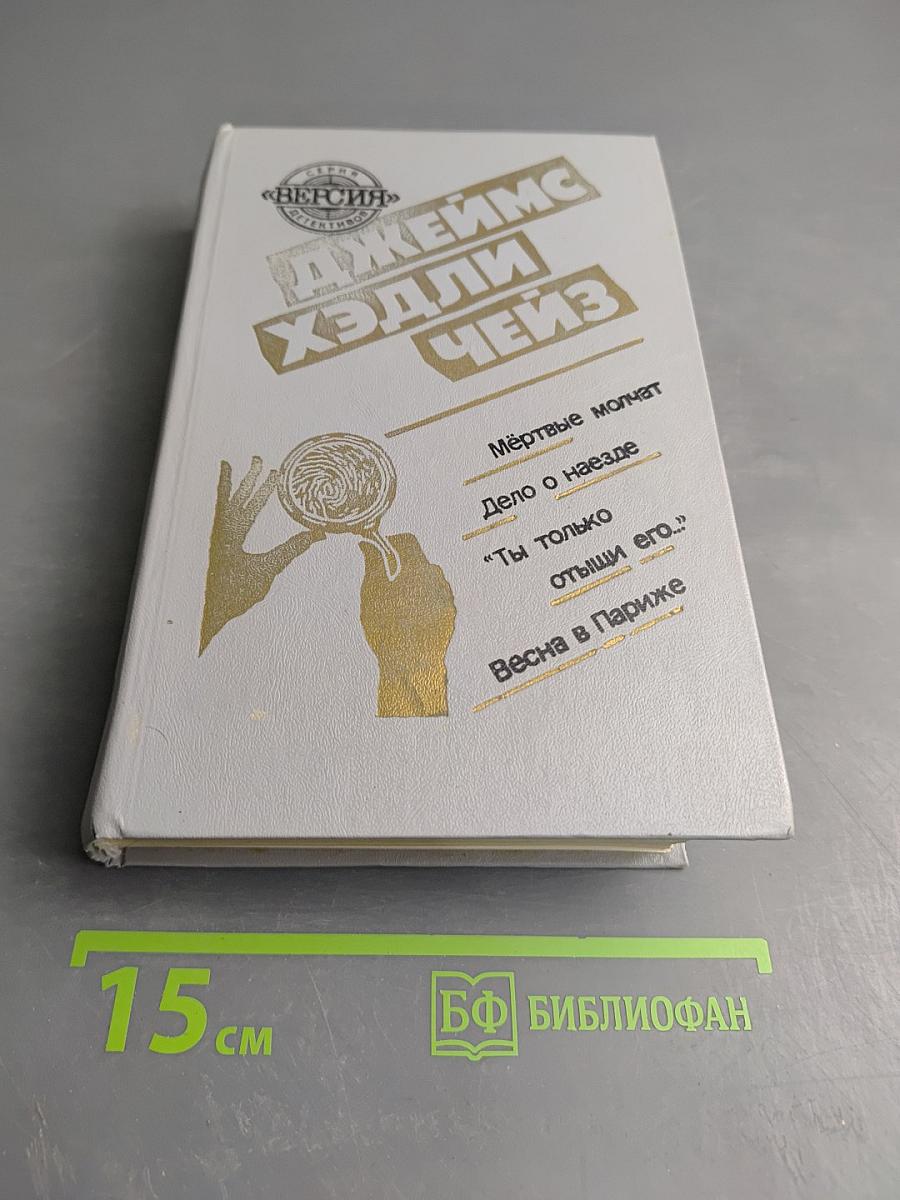 СЕРИЯ
«ВЕРСИЯ»
ДЕТЕКТИВОВ
ДЖЕЙМС
ХЭДЛИ
ЧЕЙЗ
Мёртвые молчат
Дело о наезде
«Ты только
отыщи его...»
Весна в Париже
15 см
БФ БИБЛИОФАН